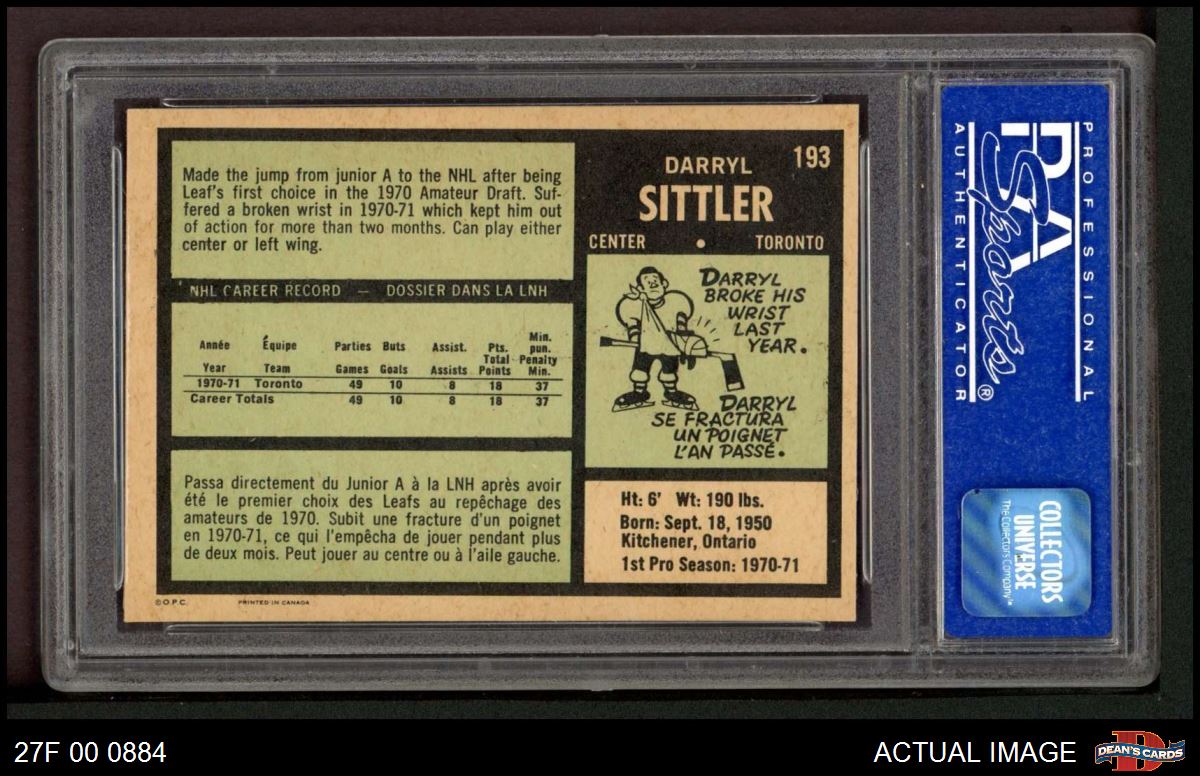 Made the jump from junior A to the NHL after being
Leaf's first choice in the 1970 Amateur Draft. Suf-
fered a broken wrist in 1970-71 which kept him out
of action for more than two months. Can play either
center or left wing.
NHL CAREER RECORD — DOSSIER DANS LA LNH
Année Équipe Parties Buts Assist. Pts. Min. pun.
Year Team Games Goals Assists Total Points Penalty Min.
1970-71 Toronto 49 10 8 18 37
Career Totals 49 10 8 18 37
Passa directement du Junior A à la LNH après avoir
été le premier choix des Leafs au repêchage des
amateurs de 1970. Subit une fracture d'un poignet
en 1970-71, ce qui l'empêcha de jouer pendant plus
de deux mois. Peut jouer au centre ou à l'aile gauche.
©O.P.C. PRINTED IN CANADA
193
DARRYL
SITTLER
CENTER • TORONTO
DARRYL
BROKE HIS
WRIST
LAST
YEAR.
DARRYL
SE FRACTURA
UN POIGNET
L'AN PASSÉ.
Ht: 6' Wt: 190 lbs.
Born: Sept. 18, 1950
Kitchener, Ontario
1st Pro Season: 1970-71
PROFESSIONAL
PSA
Sports®
AUTHENTICATOR
COLLECTORS
UNIVERSE
The Collector's Company™
27F 00 0884
ACTUAL IMAGE
D
DEAN'S CARDS